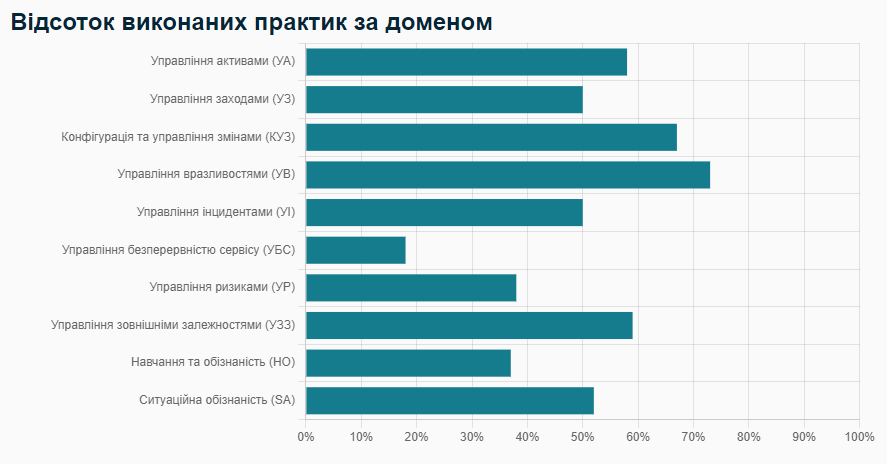 Відсоток виконаних практик за доменом
Управління активами (УА)
Управління заходами (УЗ)
Конфігурація та управління змінами (КУЗ)
Управління вразливостями (УВ)
Управління інцидентами (УІ)
Управління безперервністю сервісу (УБС)
Управління ризиками (УР)
Управління зовнішніми залежностями (УЗЗ)
Навчання та обізнаність (НО)
Ситуаційна обізнаність (SA)
0% 10% 20% 30% 40% 50% 60% 70% 80% 90% 100%